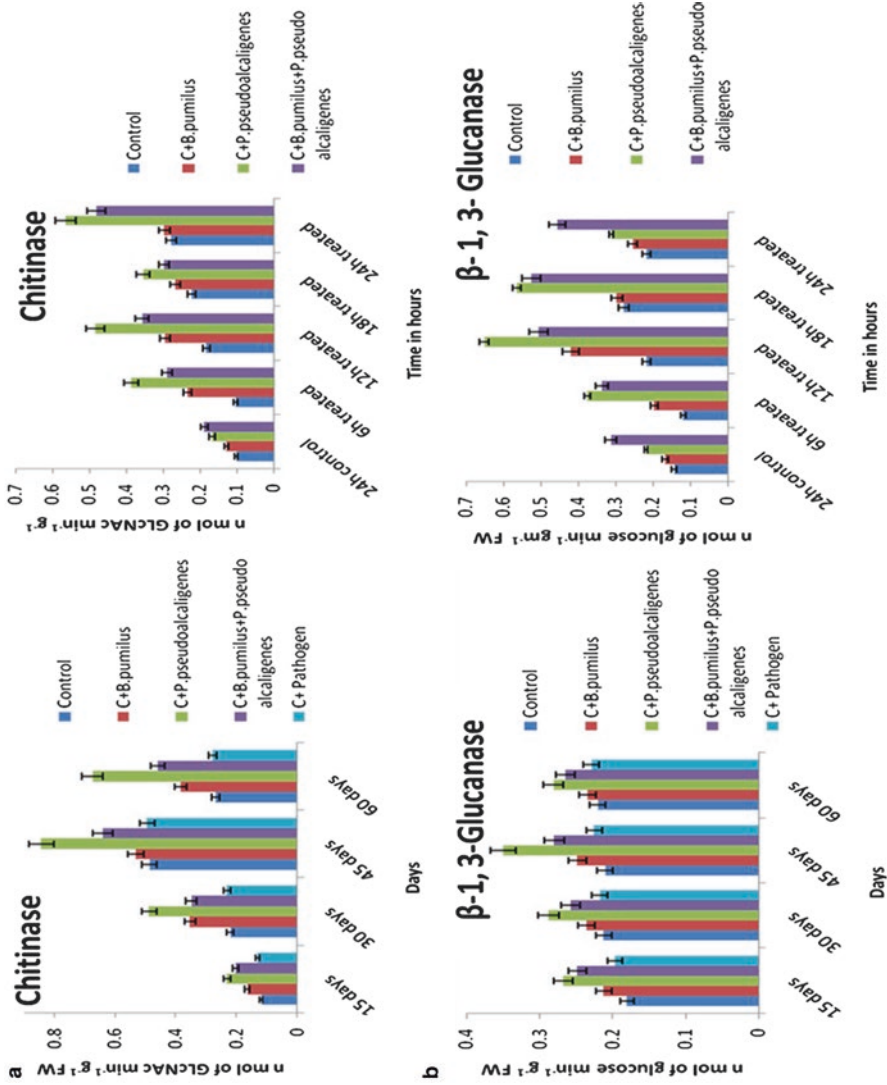 a
Chitinase
n mol of GLcNAc min⁻¹ g⁻¹ FW
0.8
0.6
0.4
0.2
0
15 days
30 days
45 days
60 days
Days
Control
C+B.pumilus
C+P.pseudoalcaligenes
C+B.pumilus+P.pseudo
alcaligenes
C+ Pathogen
Chitinase
n mol of GLcNAc min⁻¹ g⁻¹
0.7
0.6
0.5
0.4
0.3
0.2
0.1
0
24h control
6h treated
12h treated
18h treated
24h treated
Time in hours
Control
C+B.pumilus
C+P.pseudoalcaligenes
C+B.pumilus+P.pseudo
alcaligenes
b
β-1, 3-Glucanase
n mol of glucose min⁻¹ g⁻¹ FW
0.4
0.3
0.2
0.1
0
15 days
30 days
45 days
60 days
Days
Control
C+B.pumilus
C+P.pseudoalcaligenes
C+B.pumilus+P.pseudo
alcaligenes
C+ Pathogen
β-1, 3- Glucanase
n mol of glucose min⁻¹ gm⁻¹ FW
0.7
0.6
0.5
0.4
0.3
0.2
0.1
0
24h control
6h treated
12h treated
18h treated
24h treated
Time in hours
Control
C+B.pumilus
C+P.pseudoalcaligenes
C+B.pumilus+P.pseudo
alcaligenes